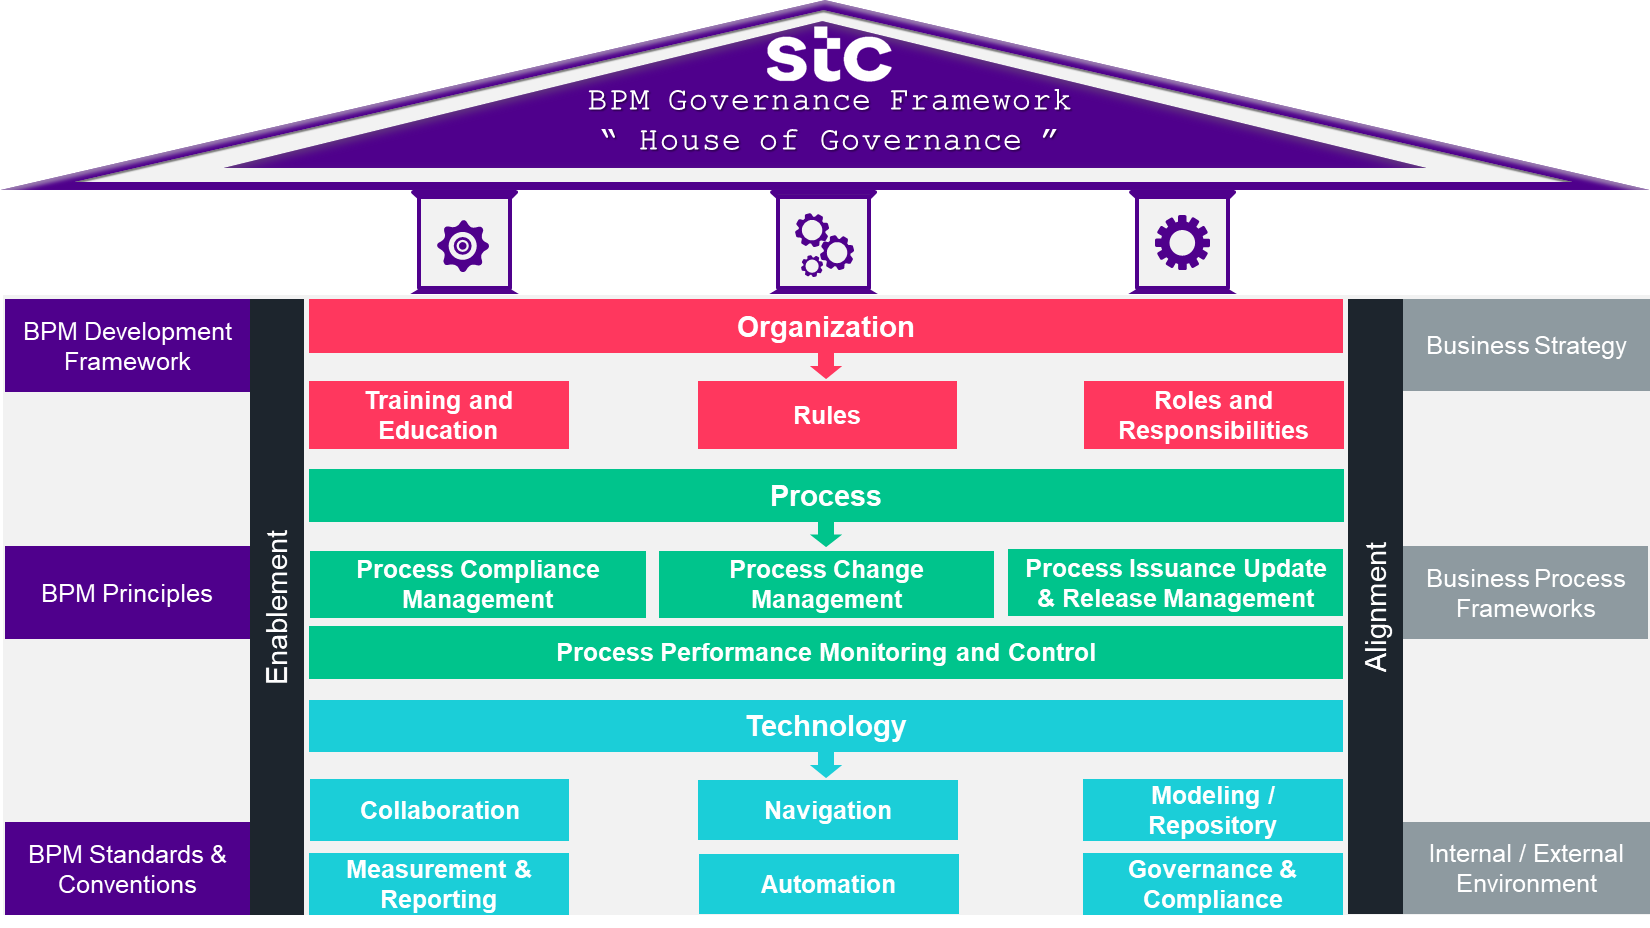 stc
BPM Governance Framework
“ House of Governance ”
BPM Development
Framework
BPM Principles
BPM Standards &
Conventions
Enablement
Organization
Training and
Education
Rules
Roles and
Responsibilities
Process
Process Compliance
Management
Process Change
Management
Process Issuance Update
& Release Management
Process Performance Monitoring and Control
Technology
Collaboration
Navigation
Modeling /
Repository
Measurement &
Reporting
Automation
Governance &
Compliance
Alignment
Business Strategy
Business Process
Frameworks
Internal / External
Environment